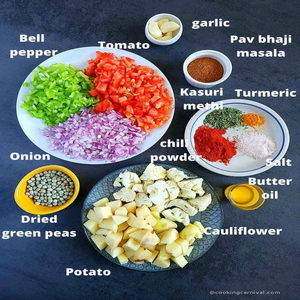 garlic
Bell
pepper
Tomato
Pav bhaji
masala
Kasuri
methi
Turmeric
chili
powder
Onion
Salt
Butter
oil
Dried
green peas
Cauliflower
Potato
©cookingcarnival.com